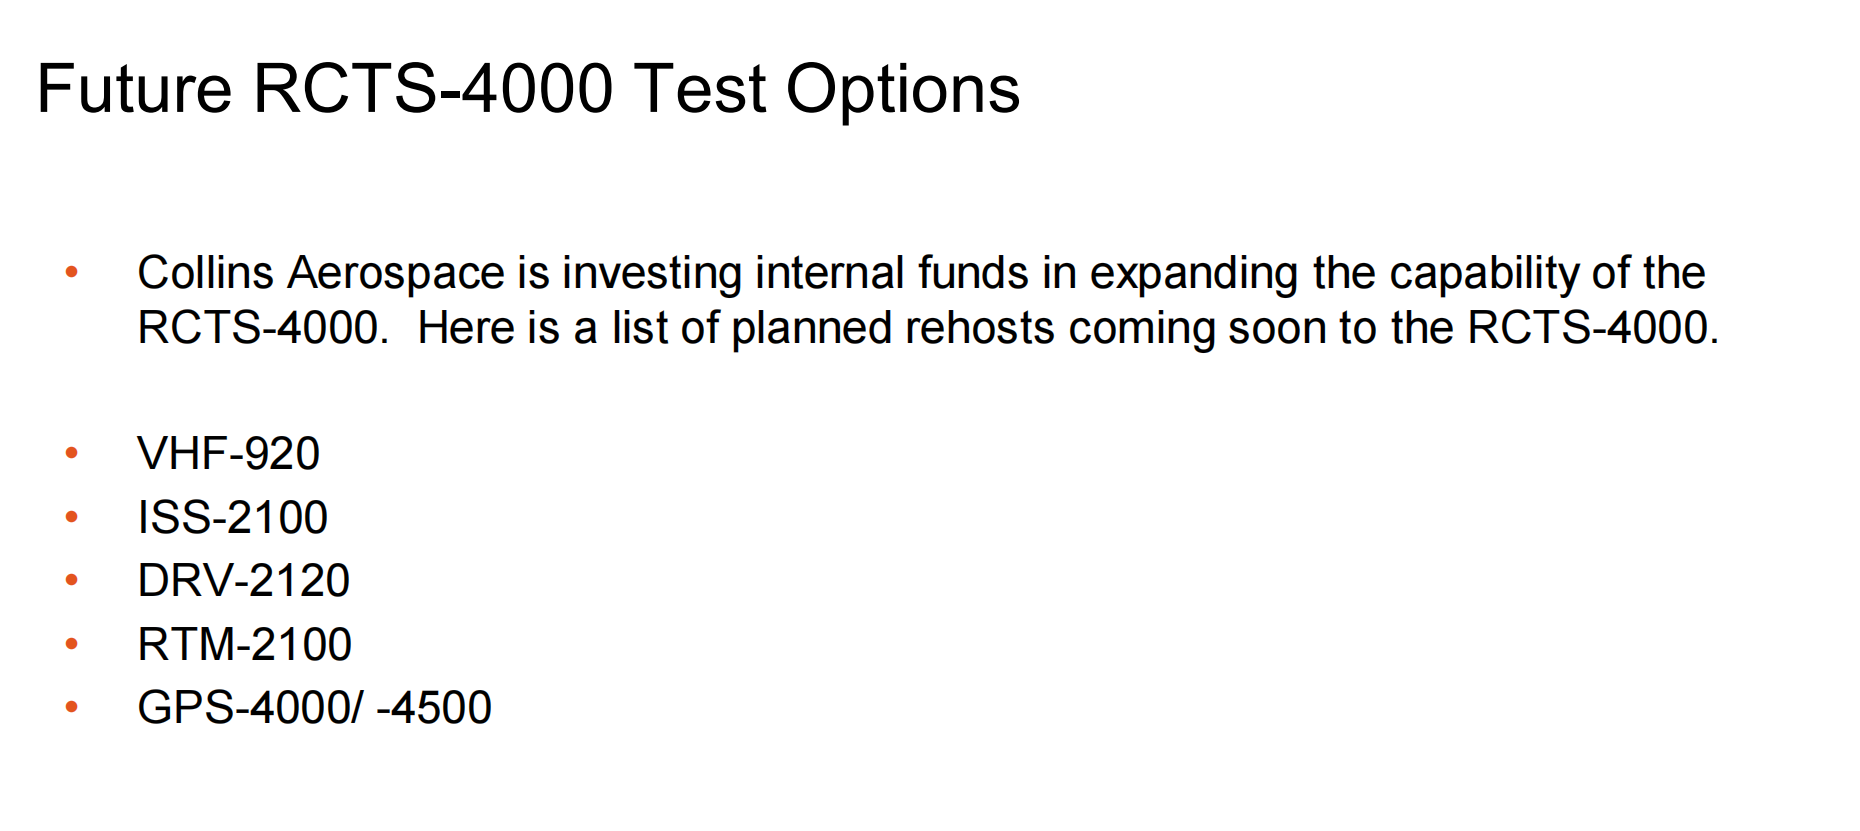 Future RCTS-4000 Test Options
• Collins Aerospace is investing internal funds in expanding the capability of the
RCTS-4000.  Here is a list of planned rehosts coming soon to the RCTS-4000.
• VHF-920
• ISS-2100
• DRV-2120
• RTM-2100
• GPS-4000/ -4500